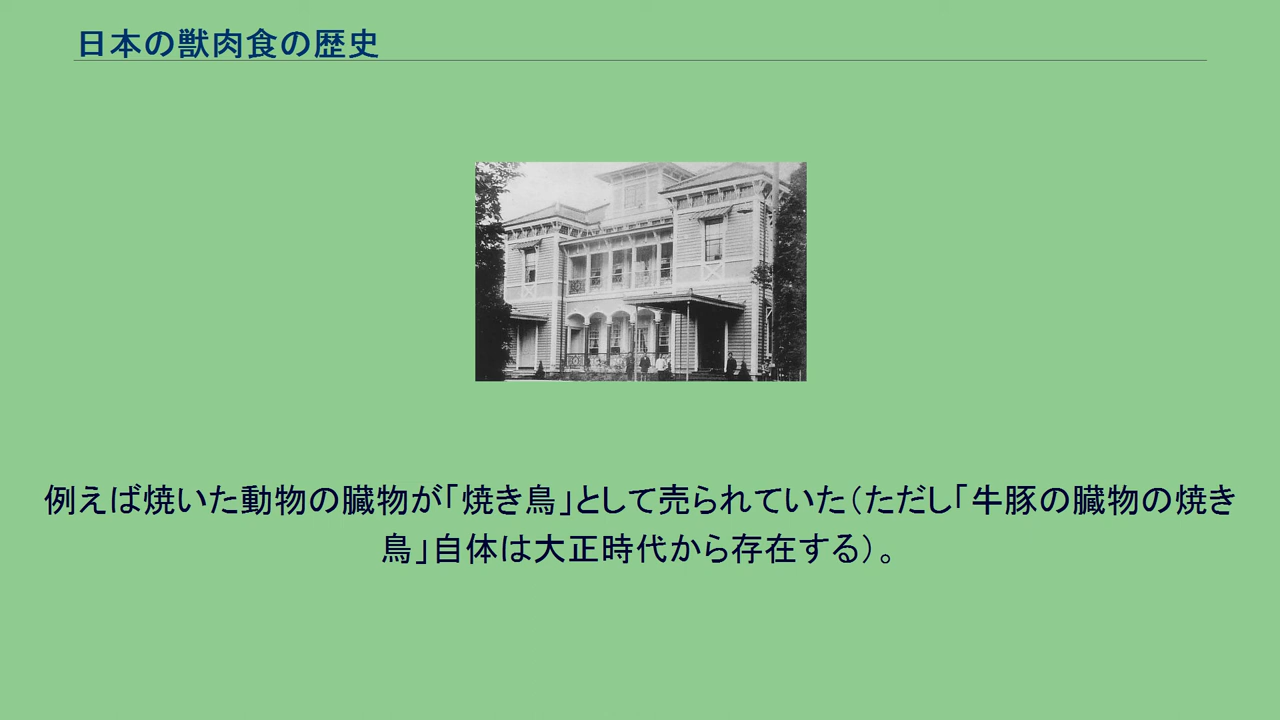 日本の獣肉食の歴史
例えば焼いた動物の臓物が｢焼き鳥｣として売られていた（ただし｢牛豚の臓物の焼き
鳥｣自体は大正時代から存在する）。